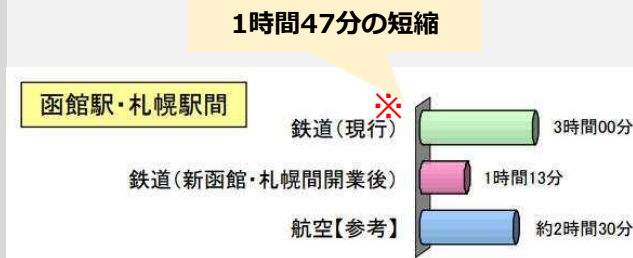 1時間47分の短縮
函館駅・札幌駅間
※
鉄道(現行) 3時間00分
鉄道(新函館・札幌間開業後) 1時間13分
航空【参考】 約2時間30分